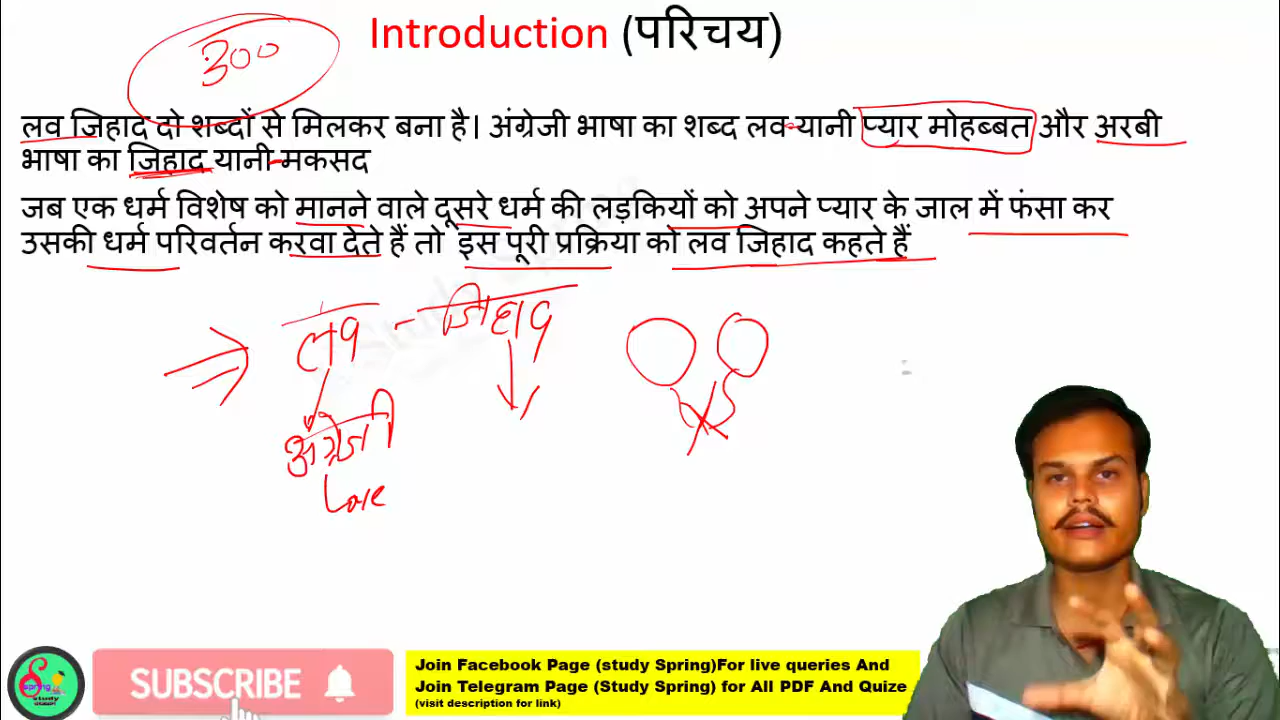 300
Introduction (परिचय)
लव जिहाद दो शब्दों से मिलकर बना है। अंग्रेजी भाषा का शब्द लव-यानी प्यार मोहब्बत और अरबी
भाषा का जिहाद यानी-मकसद
जब एक धर्म विशेष को मानने वाले दूसरे धर्म की लड़कियों को अपने प्यार के जाल में फंसा कर
उसकी धर्म परिवर्तन करवा देते हैं तो इस पूरी प्रक्रिया को लव जिहाद कहते हैं
लव - जिहाद
अंग्रेजी
Love
Spring
study
SUBSCRIBE
Join Facebook Page (study Spring)For live queries And
Join Telegram Page (Study Spring) for All PDF And Quize
(visit description for link)